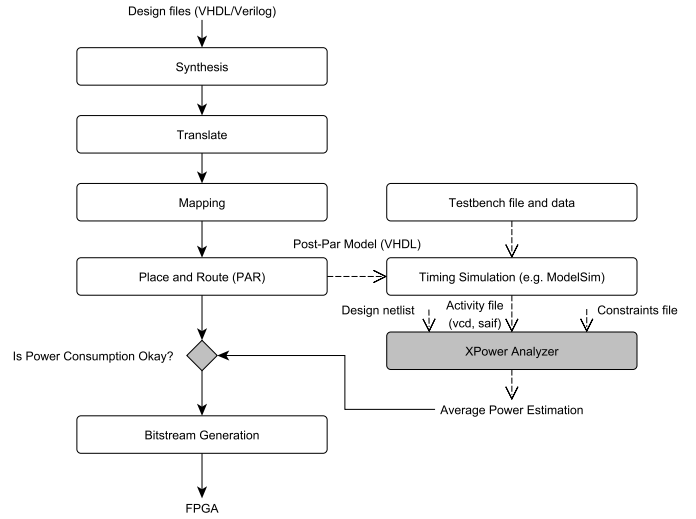 Design files (VHDL/Verilog)
Synthesis
Translate
Mapping
Testbench file and data
Post-Par Model (VHDL)
Place and Route (PAR)
Timing Simulation (e.g. ModelSim)
Design netlist
Activity file
(vcd, saif)
Constraints file
XPower Analyzer
Is Power Consumption Okay?
Average Power Estimation
Bitstream Generation
FPGA